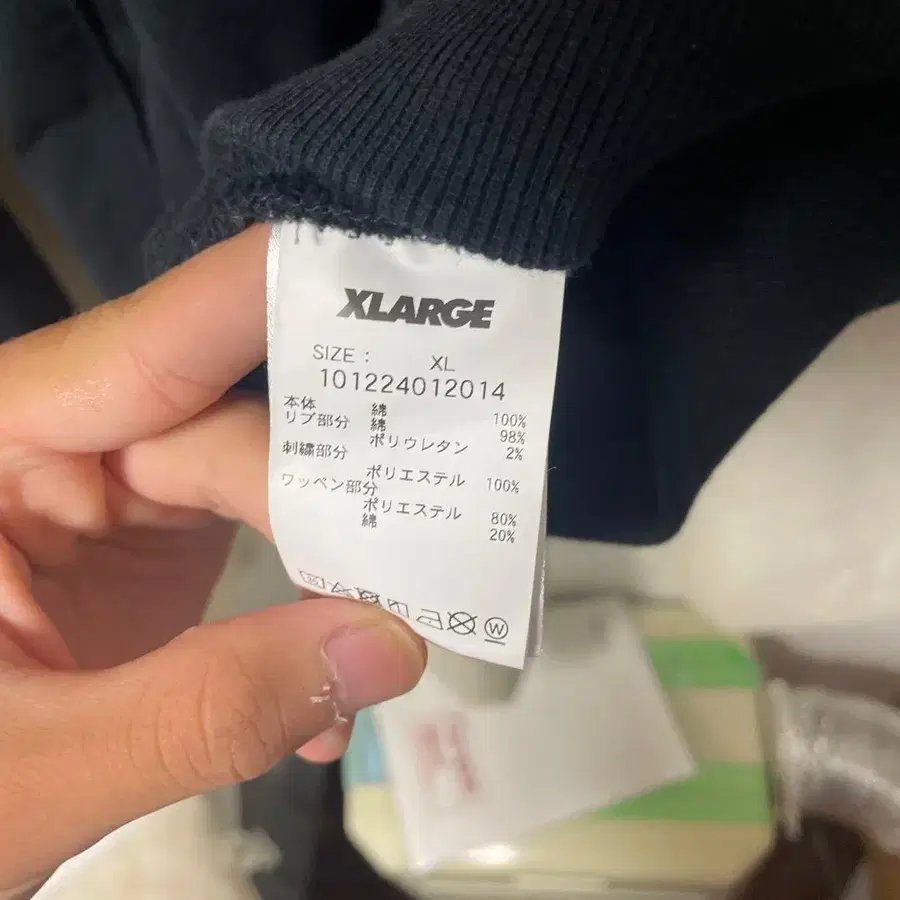 XLARGE
SIZE : XL
101224012014
本体 綿 100%
リブ部分 綿 98%
ポリウレタン 2%
刺繍部分
ポリエステル 100%
ワッペン部分
ポリエステル 80%
綿 20%
W